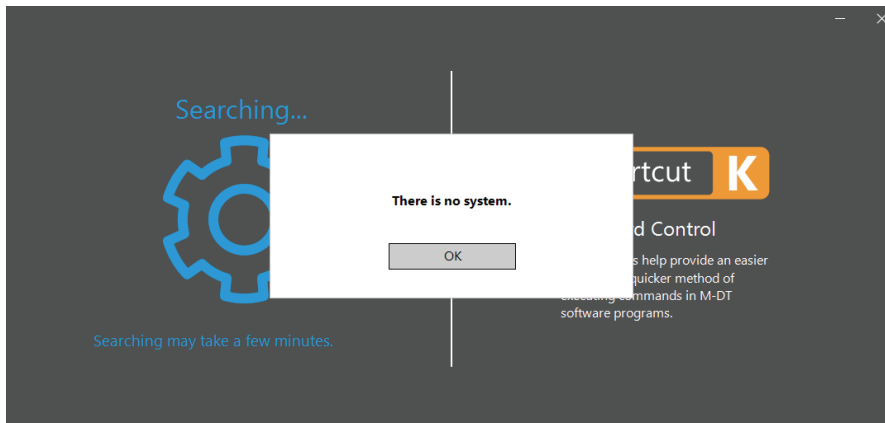 Searching...
There is no system.
OK
Searching may take a few minutes.
rtcut K
d Control
s help provide an easier
quicker method of
executing commands in M-DT
software programs.